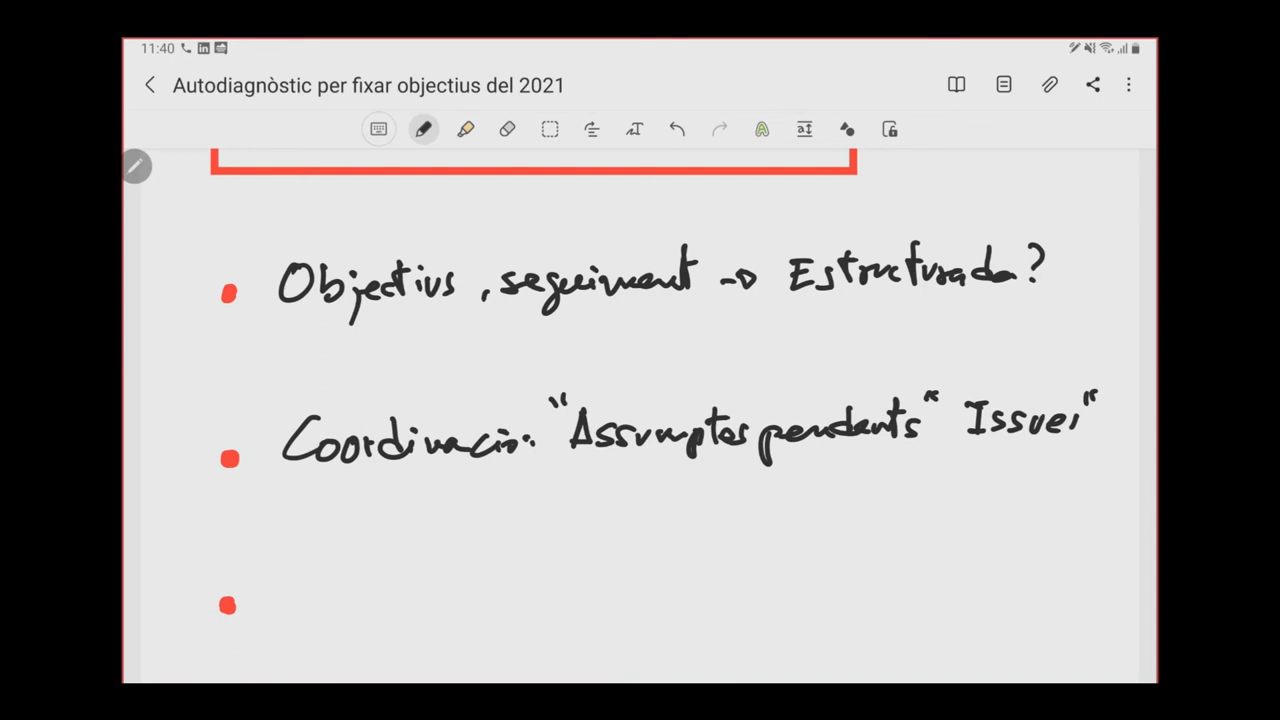 11:40
Autodiagnòstic per fixar objectius del 2021
Objectius, seguiment → Estructurada?
Coordinació: "Assumptes pendents" Issues"